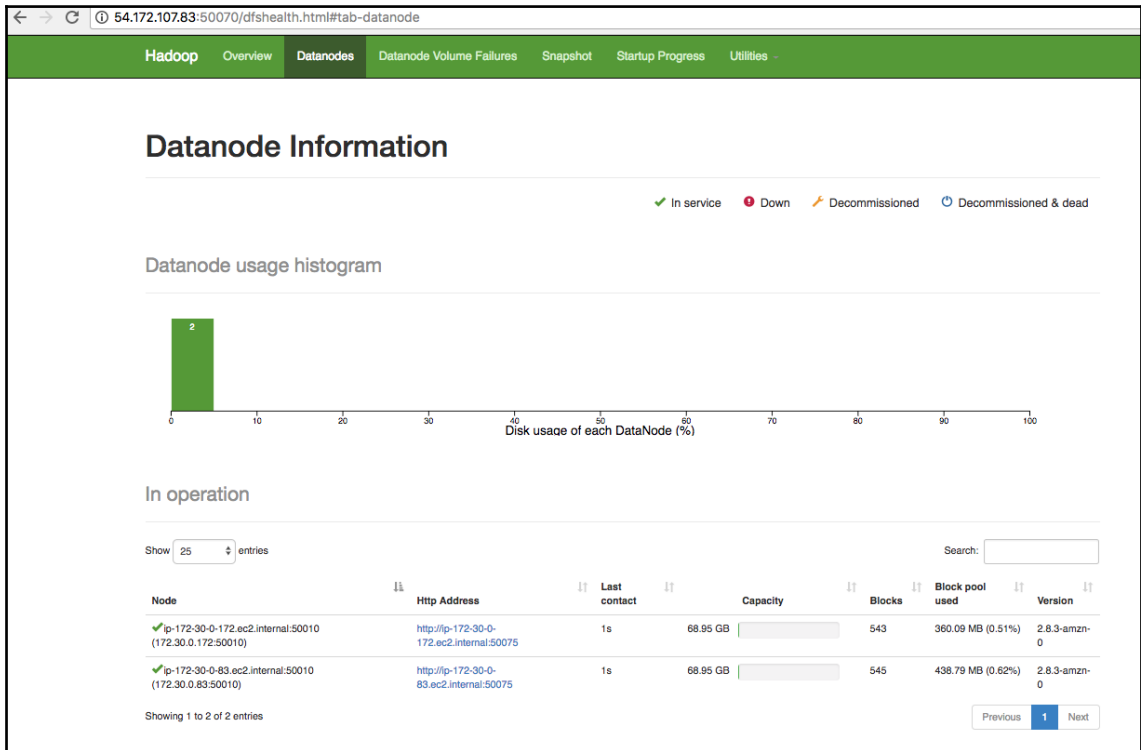 54.172.107.83:50070/dfshealth.html#tab-datanode
Hadoop Overview Datanodes Datanode Volume Failures Snapshot Startup Progress Utilities
Datanode Information
In service Down Decommissioned Decommissioned & dead
Datanode usage histogram
2
0 10 20 30 40 50 60 70 80 90 100
Disk usage of each DataNode (%)
In operation
Show 25 entries Search:
Node Http Address Last contact Capacity Blocks Block pool used Version
ip-172-30-0-172.ec2.internal:50010 http://ip-172-30-0- 1s 68.95 GB 543 360.09 MB (0.51%) 2.8.3-amzn-
(172.30.0.172:50010) 172.ec2.internal:50075 0
ip-172-30-0-83.ec2.internal:50010 http://ip-172-30-0- 1s 68.95 GB 545 438.79 MB (0.62%) 2.8.3-amzn-
(172.30.0.83:50010) 83.ec2.internal:50075 0
Showing 1 to 2 of 2 entries Previous 1 Next